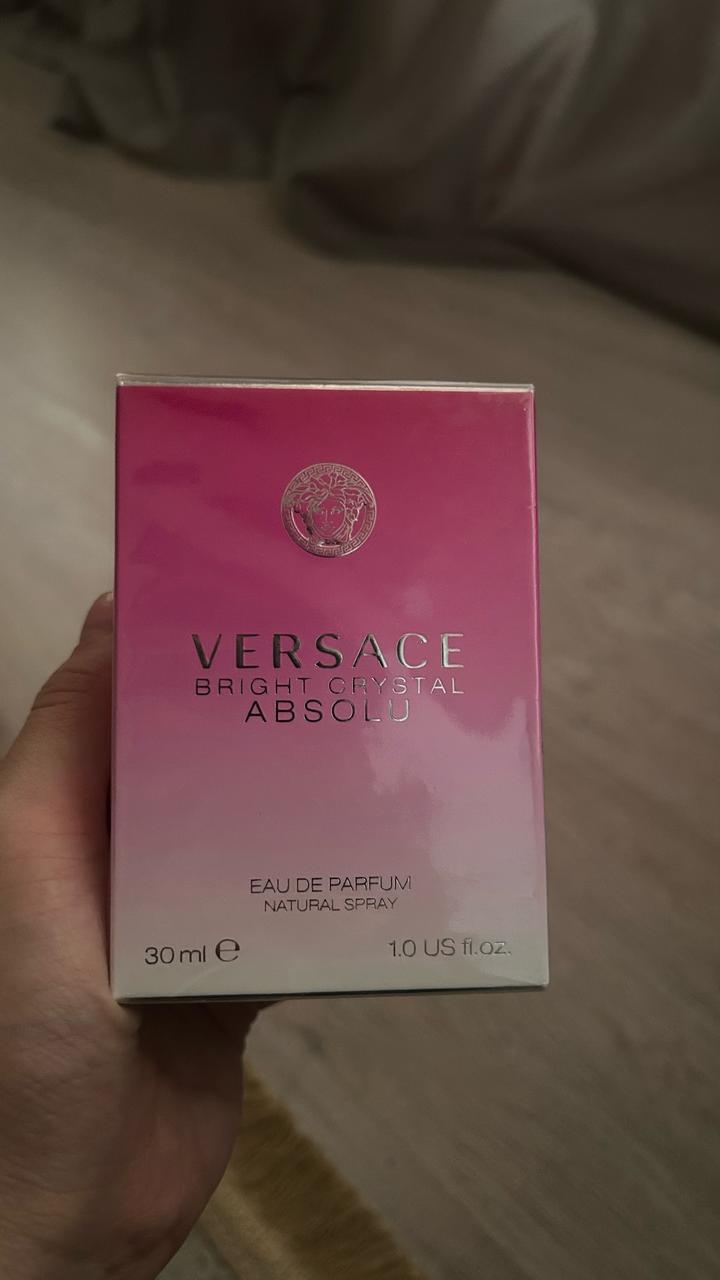 VERSACE
BRIGHT CRYSTAL
ABSOLU
EAU DE PARFUM
NATURAL SPRAY
30 ml ℮
1.0 US fl.oz.